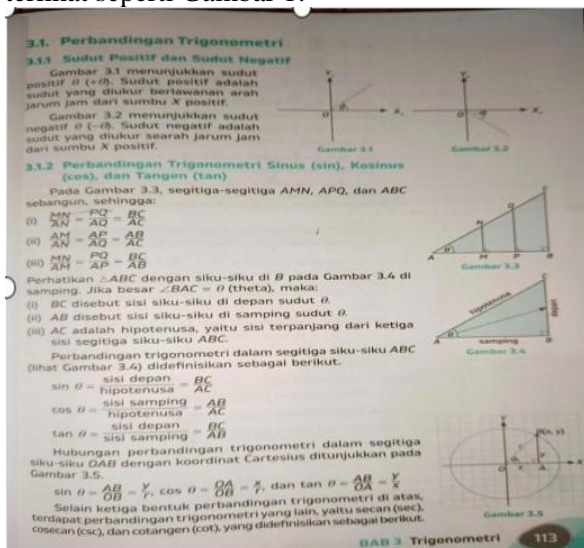 3.1. Perbandingan Trigonometri
3.1.1 Sudut Positif dan Sudut Negatif
Gambar 3.1 menunjukkan sudut
positif θ (+θ). Sudut positif adalah
sudut yang diukur berlawanan arah
jarum jam dari sumbu X positif.
Gambar 3.2 menunjukkan sudut
negatif θ (−θ). Sudut negatif adalah
sudut yang diukur searah jarum jam
dari sumbu X positif.
Y
O
θ
X
Gambar 3.1
Y
O
-θ
X
Gambar 3.2
3.1.2 Perbandingan Trigonometri Sinus (sin), Kosinus
(cos), dan Tangen (tan)
Pada Gambar 3.3, segitiga-segitiga AMN, APQ, dan ABC
sebangun, sehingga:
(i) MN/AN = PQ/AQ = BC/AC
(ii) AM/AN = AP/AQ = AB/AC
(iii) MN/AM = PQ/AP = BC/AB
A θ M P B N Q C
Gambar 3.3
Perhatikan △ABC dengan siku-siku di B pada Gambar 3.4 di
samping. Jika besar ∠BAC = θ (theta), maka:
(i) BC disebut sisi siku-siku di depan sudut θ.
(ii) AB disebut sisi siku-siku di samping sudut θ.
(iii) AC adalah hipotenusa, yaitu sisi terpanjang dari ketiga
sisi segitiga siku-siku ABC.
hipotenusa
depan
A θ B C
samping
Gambar 3.4
Perbandingan trigonometri dalam segitiga siku-siku ABC
(lihat Gambar 3.4) didefinisikan sebagai berikut.
sin θ = sisi depan/hipotenusa = BC/AC
cos θ = sisi samping/hipotenusa = AB/AC
tan θ = sisi depan/sisi samping = BC/AB
Hubungan perbandingan trigonometri dalam segitiga
siku-siku OAB dengan koordinat Cartesius ditunjukkan pada
Gambar 3.5.
sin θ = AB/OB = y/r, cos θ = OA/OB = x/r, dan tan θ = AB/OA = y/x
Selain ketiga bentuk perbandingan trigonometri di atas,
terdapat perbandingan trigonometri yang lain, yaitu secan (sec),
cosecan (csc), dan cotangen (cot), yang didefinisikan sebagai berikut.
Y
B(x, y)
r
y
O x A X
Gambar 3.5
BAB 3 Trigonometri 113